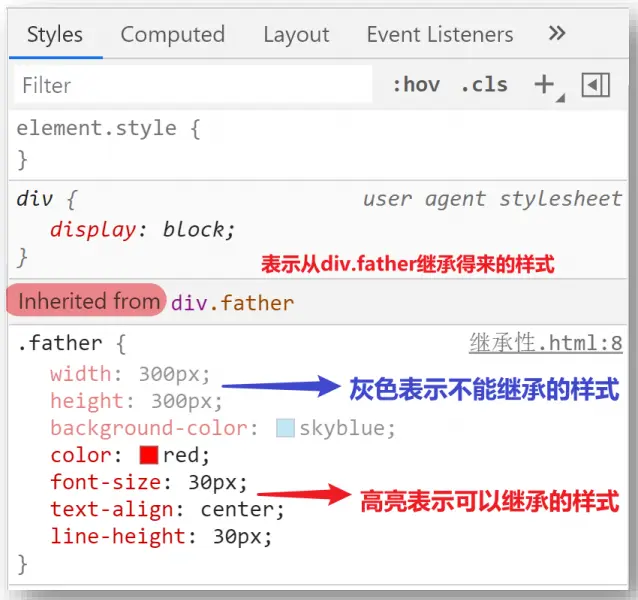 Styles Computed Layout Event Listeners »
Filter :hov .cls +
element.style {
}
div { user agent stylesheet
display: block;
}
表示从div.father继承得来的样式
Inherited from div.father
.father { 继承性.html:8
width: 300px;
height: 300px;
灰色表示不能继承的样式
background-color: skyblue;
color: red;
font-size: 30px;
高亮表示可以继承的样式
text-align: center;
line-height: 30px;
}